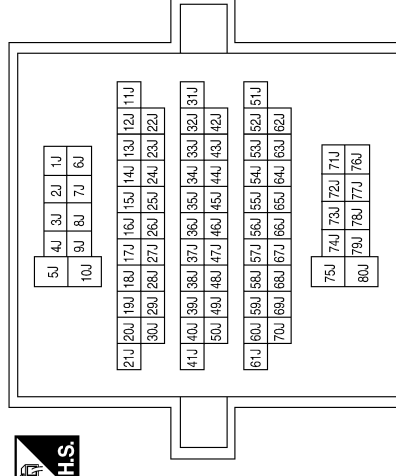 H.S.
5J 4J 3J 2J 1J
10J 9J 8J 7J 6J
21J 20J 19J 18J 17J 16J 15J 14J 13J 12J 11J
30J 29J 28J 27J 26J 25J 24J 23J 22J
41J 40J 39J 38J 37J 36J 35J 34J 33J 32J 31J
50J 49J 48J 47J 46J 45J 44J 43J 42J
61J 60J 59J 58J 57J 56J 55J 54J 53J 52J 51J
70J 69J 68J 67J 66J 65J 64J 63J 62J
75J 74J 73J 72J 71J
80J 79J 78J 77J 76J